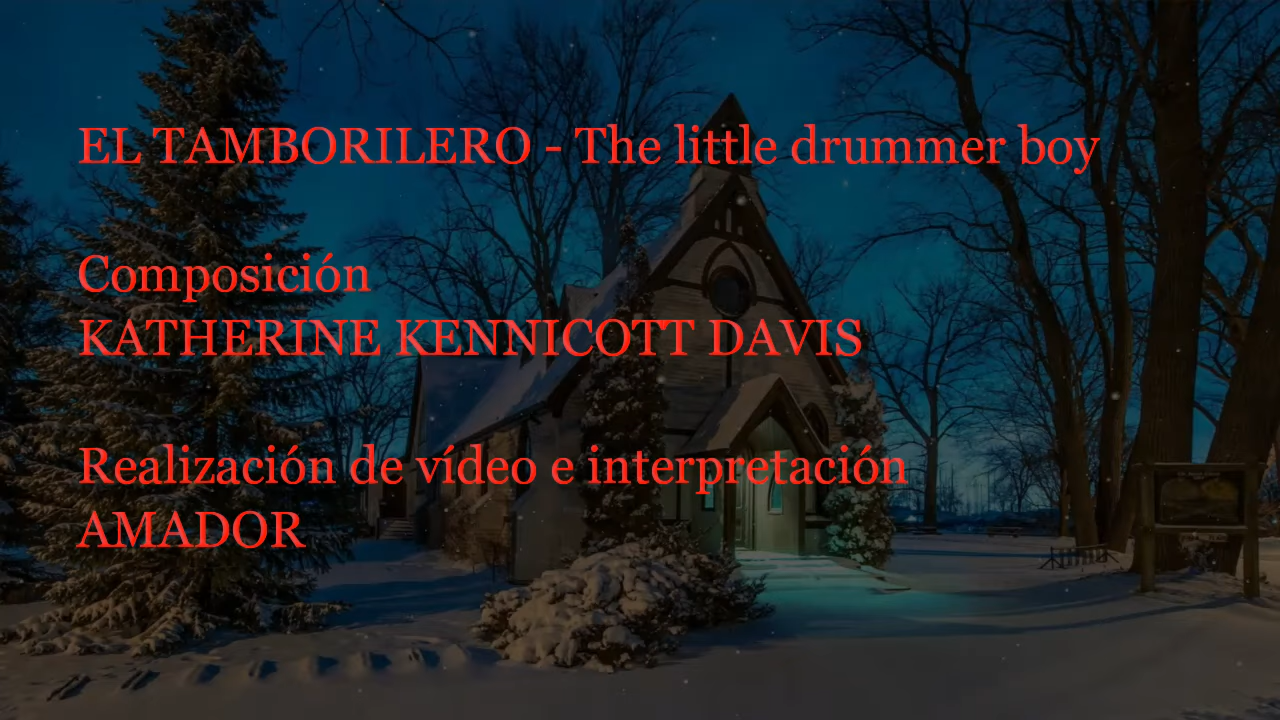 EL TAMBORILERO - The little drummer boy
Composición
KATHERINE KENNICOTT DAVIS
Realización de vídeo e interpretación
AMADOR